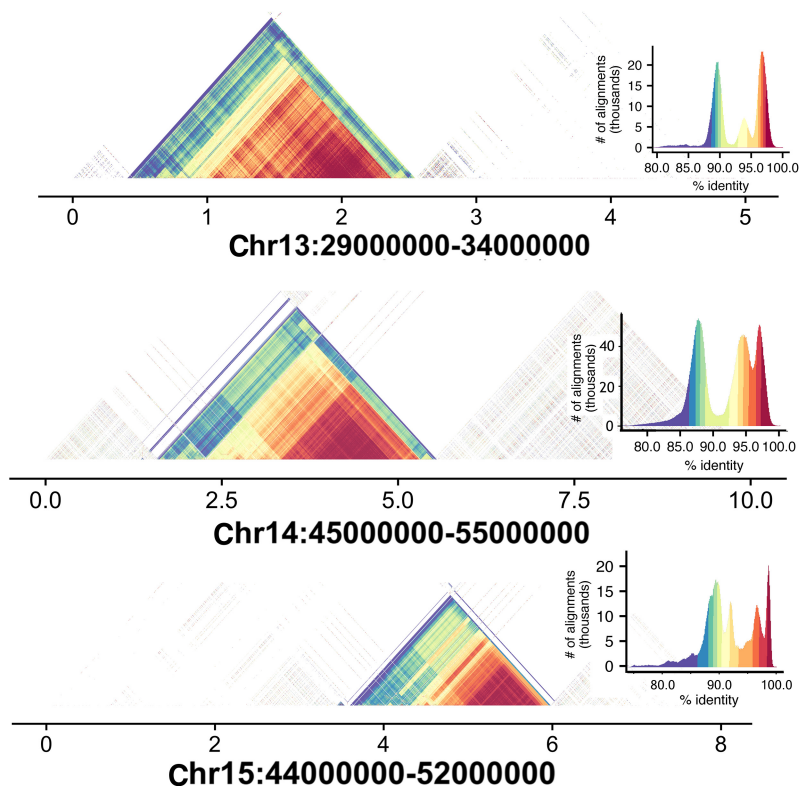 # of alignments
(thousands)
20
15
10
5
0
80.0 85.0 90.0 95.0 100.0
% identity
0 1 2 3 4 5
Chr13:29000000-34000000
# of alignments
(thousands)
40
20
0
80.0 85.0 90.0 95.0 100.0
% identity
0.0 2.5 5.0 7.5 10.0
Chr14:45000000-55000000
# of alignments
(thousands)
20
15
10
5
0
80.0 90.0 100.0
% identity
0 2 4 6 8
Chr15:44000000-52000000